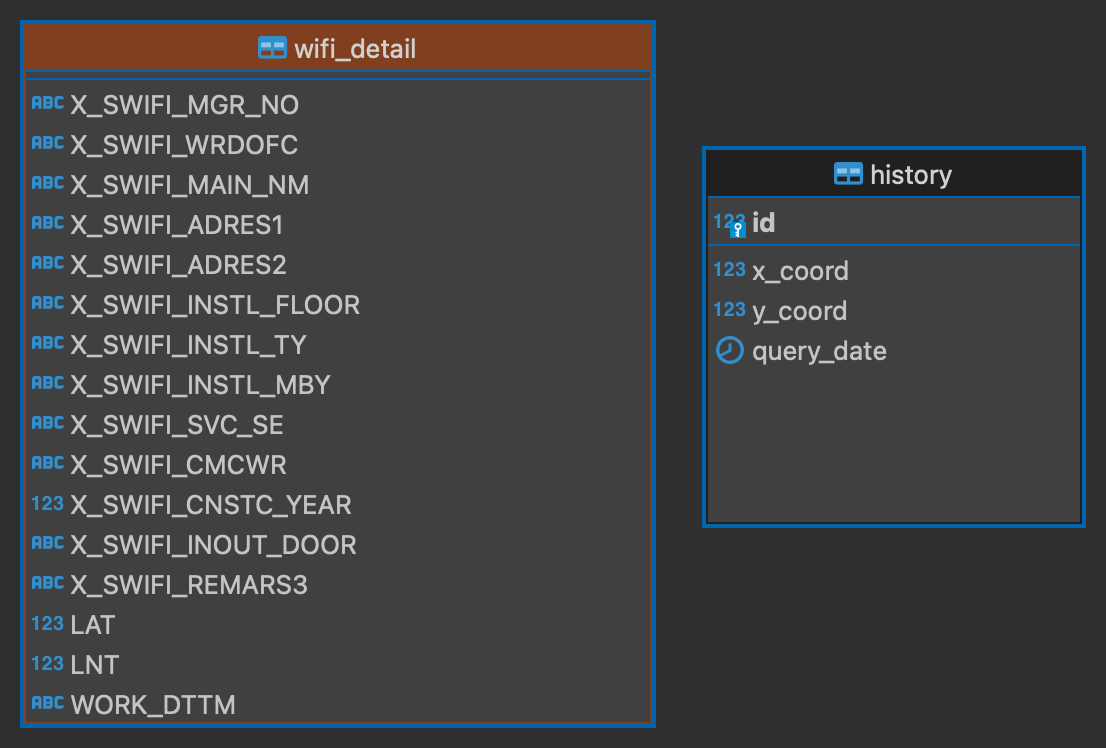 wifi_detail
ABC X_SWIFI_MGR_NO
ABC X_SWIFI_WRDOFC
ABC X_SWIFI_MAIN_NM
ABC X_SWIFI_ADRES1
ABC X_SWIFI_ADRES2
ABC X_SWIFI_INSTL_FLOOR
ABC X_SWIFI_INSTL_TY
ABC X_SWIFI_INSTL_MBY
ABC X_SWIFI_SVC_SE
ABC X_SWIFI_CMCWR
123 X_SWIFI_CNSTC_YEAR
ABC X_SWIFI_INOUT_DOOR
ABC X_SWIFI_REMARS3
123 LAT
123 LNT
ABC WORK_DTTM
history
123 id
123 x_coord
123 y_coord
query_date